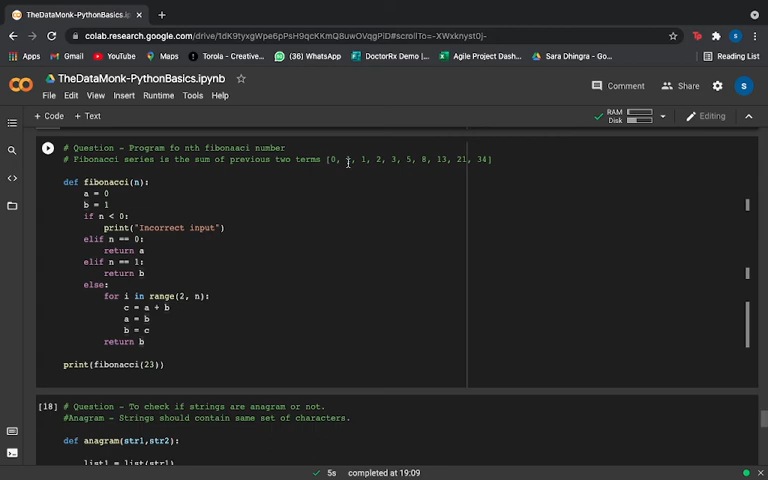 TheDataMonk-PythonBasics.ipynb
colab.research.google.com/drive/1dK9tyxgWpe6pPsH9qcKKmQ8uwOVqgPlD#scrollTo=-XWxknyst0j-
Apps Gmail YouTube Maps Torola - Creative... (36) WhatsApp DoctorRx Demo |... Agile Project Dash... Sara Dhingra - Go... Reading List
TheDataMonk-PythonBasics.ipynb
Comment Share S
File Edit View Insert Runtime Tools Help
+ Code + Text RAM Disk Editing
# Question - Program fo nth fibonaaci number
# Fibonacci series is the sum of previous two terms [0, 1, 1, 2, 3, 5, 8, 13, 21, 34]
def fibonacci(n):
a = 0
b = 1
if n < 0:
print("Incorrect input")
elif n == 0:
return a
elif n == 1:
return b
else:
for i in range(2, n):
c = a + b
a = b
b = c
return b
print(fibonacci(23))
[18] # Question - To check if strings are anagram or not.
#Anagram - Strings should contain same set of characters.
def anagram(str1,str2):
list1 = list(str1)
5s completed at 19:09